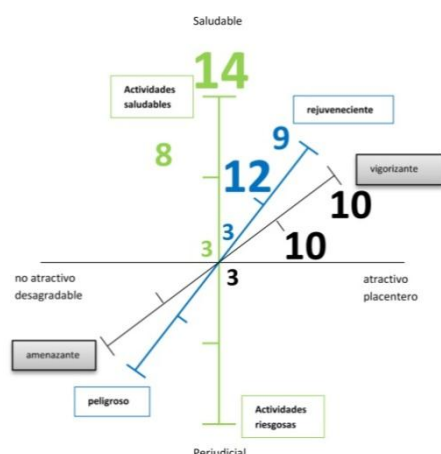 Saludable
14
Actividades
saludables
rejuveneciente
9
8
12
vigorizante
10
3
10
3
3
no atractivo
desagradable
atractivo
placentero
amenazante
peligroso
Actividades
riesgosas
Perjudicial